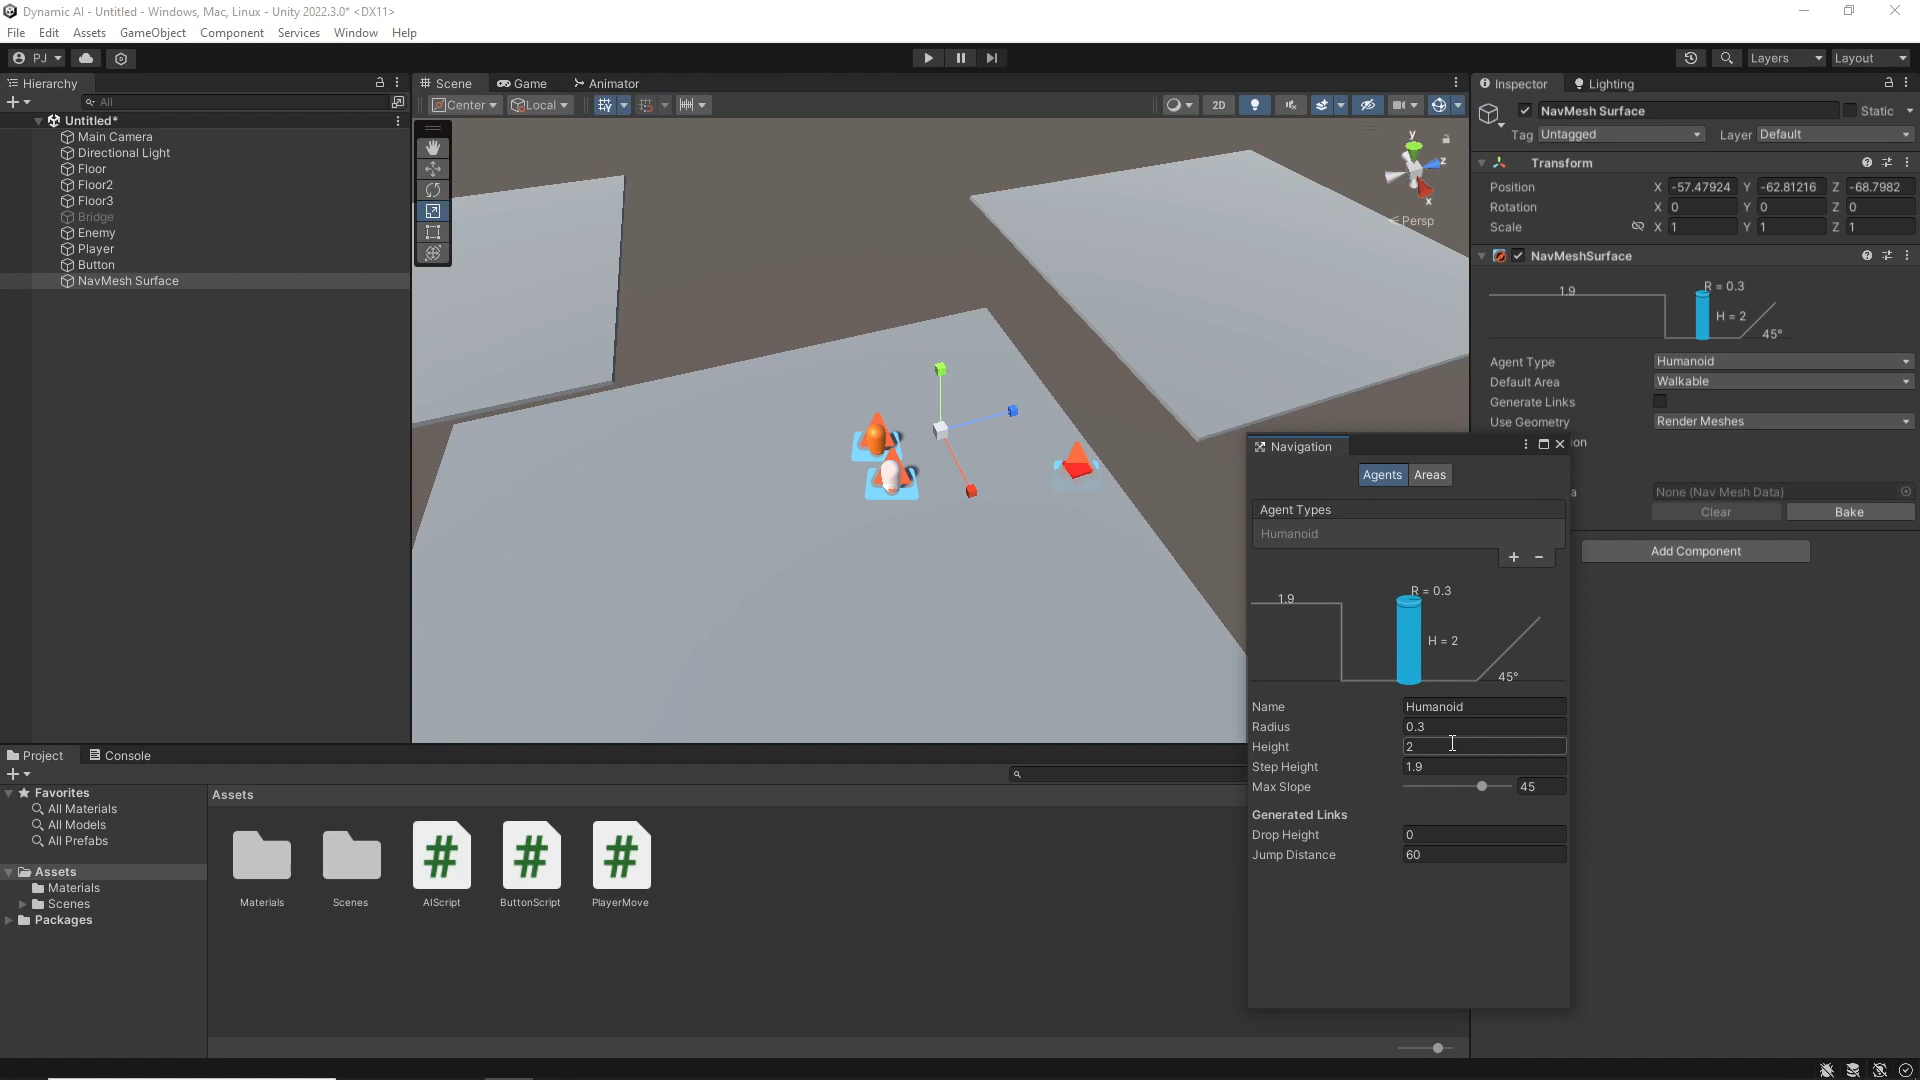 Dynamic AI - Untitled - Windows, Mac, Linux - Unity 2022.3.0* <DX11>
File Edit Assets GameObject Component Services Window Help
PJ
Layers
Layout
Hierarchy
All
Untitled*
Main Camera
Directional Light
Floor
Floor2
Floor3
Bridge
Enemy
Player
Button
NavMesh Surface
Scene
Game
Animator
Center
Local
2D
y
z
x
Persp
Inspector
Lighting
NavMesh Surface
Static
Tag Untagged
Layer Default
Transform
Position X -57.47924 Y -62.81216 Z -68.7982
Rotation X 0 Y 0 Z 0
Scale X 1 Y 1 Z 1
NavMeshSurface
1.9
R = 0.3
H = 2
45°
Agent Type Humanoid
Default Area Walkable
Generate Links
Use Geometry Render Meshes
None (Nav Mesh Data)
Clear
Bake
Add Component
Navigation
Agents
Areas
Agent Types
Humanoid
+ -
1.9
R = 0.3
H = 2
45°
Name Humanoid
Radius 0.3
Height 2
Step Height 1.9
Max Slope 45
Generated Links
Drop Height 0
Jump Distance 60
Project
Console
Favorites
All Materials
All Models
All Prefabs
Assets
Materials
Scenes
Packages
Assets
Materials
Scenes
# AIScript
# ButtonScript
# PlayerMove